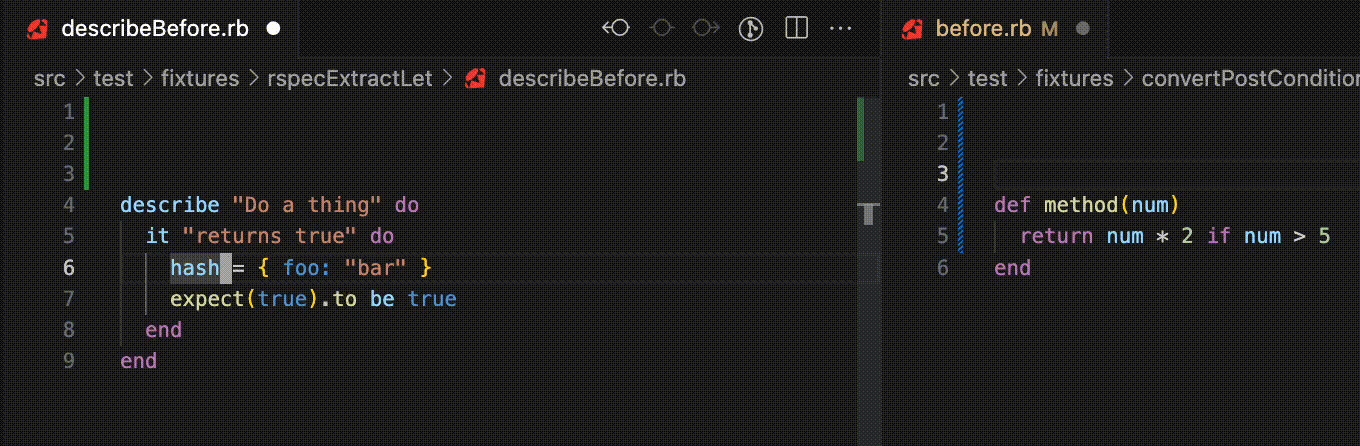 describeBefore.rb
src > test > fixtures > rspecExtractLet > describeBefore.rb
1
2
3
4 describe "Do a thing" do
5 it "returns true" do
6 hash = { foo: "bar" }
7 expect(true).to be true
8 end
9 end
before.rb M
src > test > fixtures > convertPostCondition
1
2
3
4 def method(num)
5 return num * 2 if num > 5
6 end